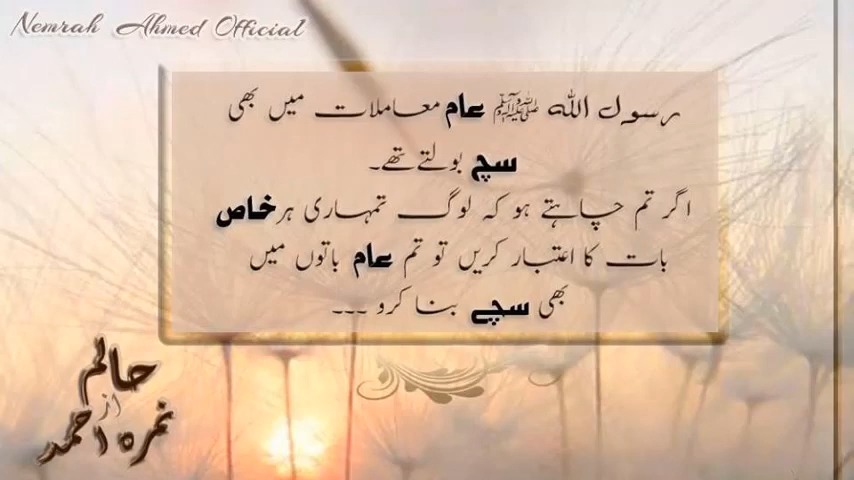 Nemrah Ahmed Official
رسول اللہ ﷺ عام معاملات میں بھی
سچ بولتے تھے۔
اگر تم چاہتے ہو کہ لوگ تمہاری ہر خاص
بات کا اعتبار کریں تو تم عام باتوں میں
بھی سچے بنا کرو ۔۔۔
حالم
از
نمرہ احمد